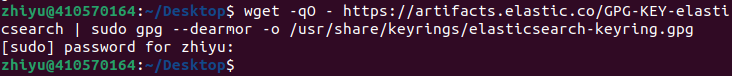 zhiyu@410570164:~/Desktop$ wget -qO - https://artifacts.elastic.co/GPG-KEY-elasti
csearch | sudo gpg --dearmor -o /usr/share/keyrings/elasticsearch-keyring.gpg
[sudo] password for zhiyu:
zhiyu@410570164:~/Desktop$